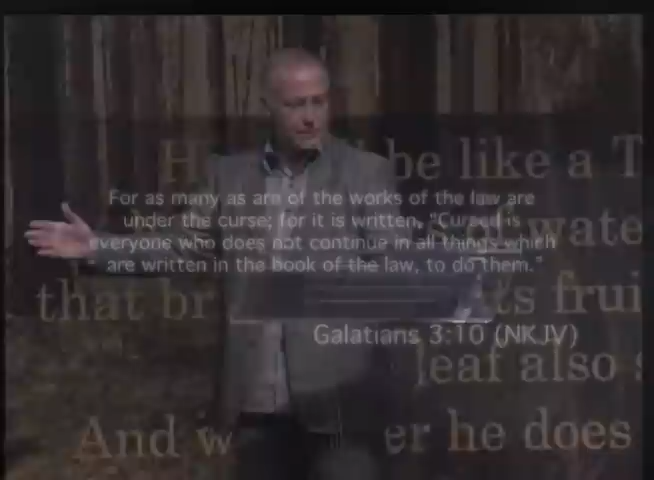 H be like a T
For as many as are of the works of the law are
under the curse; for it is written, "Cursed is
everyone who does not continue in all things which
are written in the book of the law, to do them."
Galatians 3:10 (NKJV)
of wate
that br ts frui
leaf also s
And w er he does